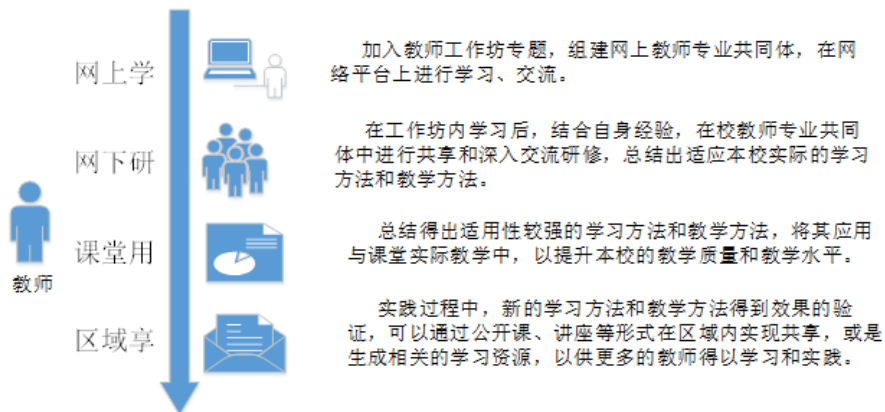 网上学
加入教师工作坊专题，组建网上教师专业共同体，在网
络平台上进行学习、交流。
网下研
在工作坊内学习后，结合自身经验，在校教师专业共同
体中进行共享和深入交流研修，总结出适应本校实际的学习
方法和教学方法。
教师
课堂用
总结得出适用性较强的学习方法和教学方法，将其应用
与课堂实际教学中，以提升本校的教学质量和教学水平。
区域享
实践过程中，新的学习方法和教学方法得到效果的验
证，可以通过公开课、讲座等形式在区域内实现共享，或是
生成相关的学习资源，以供更多的教师得以学习和实践。